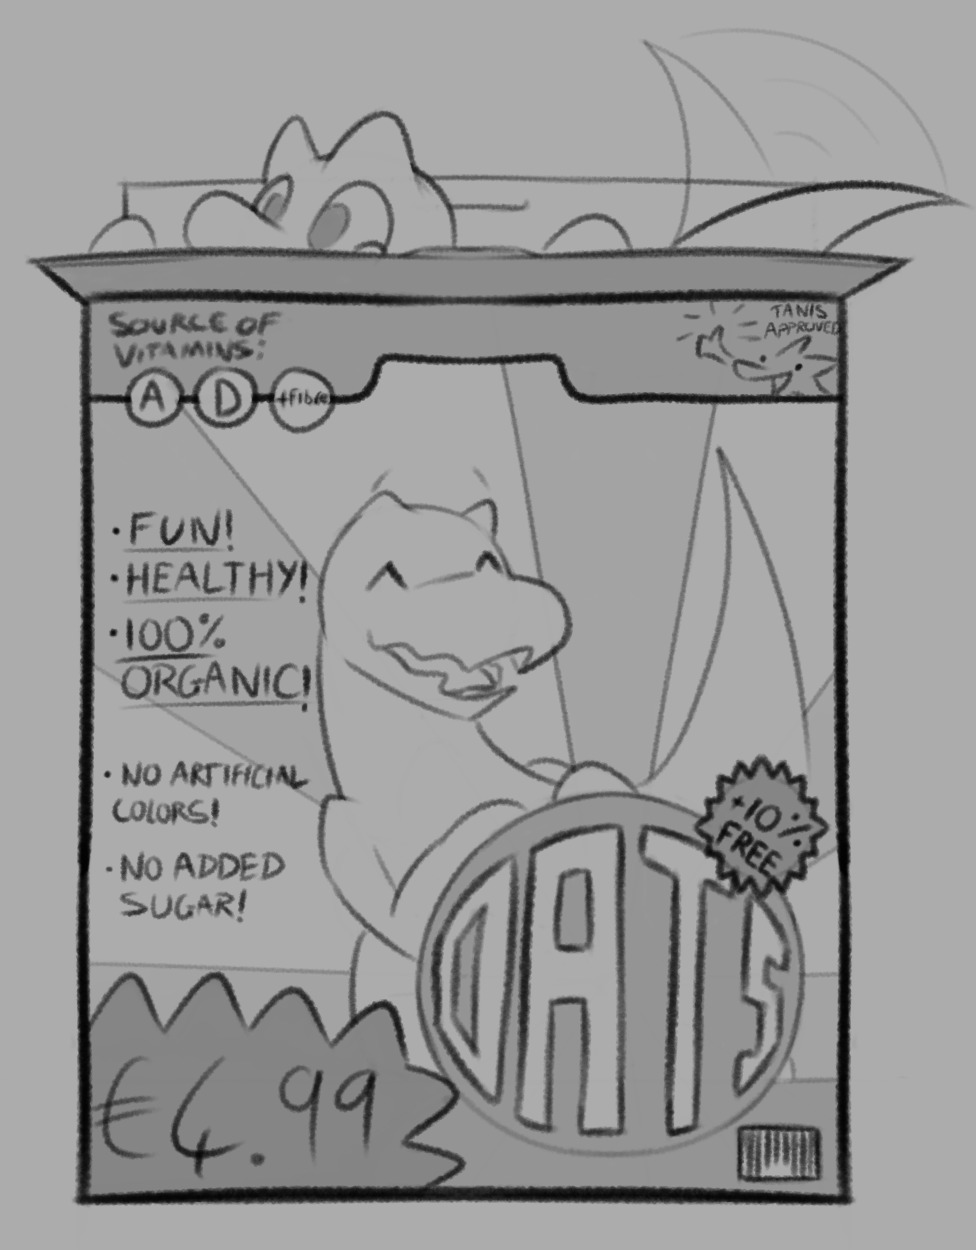 SOURCE OF
VITAMINS:
TANIS
APPROVED
A D +Fibre
· FUN!
· HEALTHY!
· 100%
ORGANIC!
· NO ARTIFICIAL
COLORS!
· NO ADDED
SUGAR!
+10%
FREE
OATS
€4.99